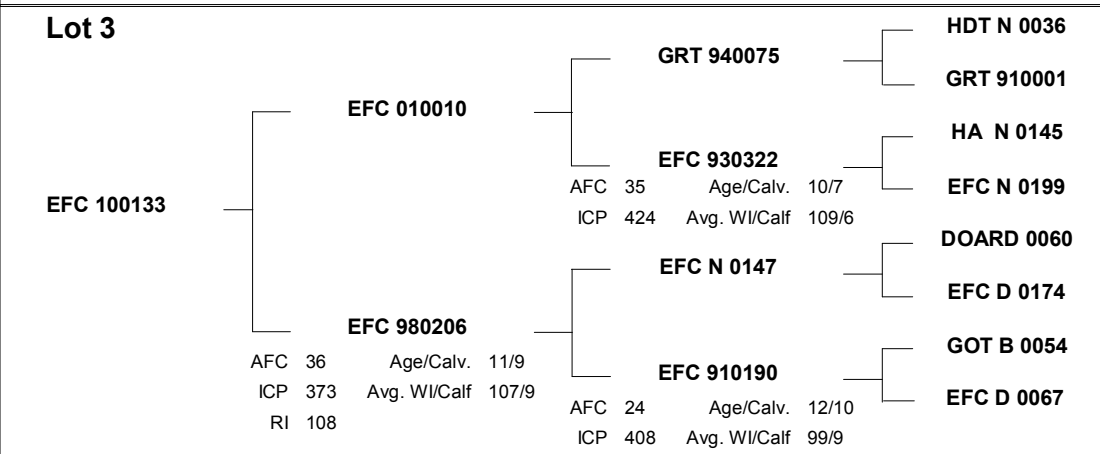 Lot 3
HDT N 0036
GRT 940075
GRT 910001
EFC 010010
HA N 0145
EFC 930322
AFC 35 Age/Calv. 10/7
EFC N 0199
EFC 100133
ICP 424 Avg. WI/Calf 109/6
DOARD 0060
EFC N 0147
EFC D 0174
EFC 980206
GOT B 0054
AFC 36 Age/Calv. 11/9
EFC 910190
ICP 373 Avg. WI/Calf 107/9
EFC D 0067
AFC 24 Age/Calv. 12/10
RI 108
ICP 408 Avg. WI/Calf 99/9